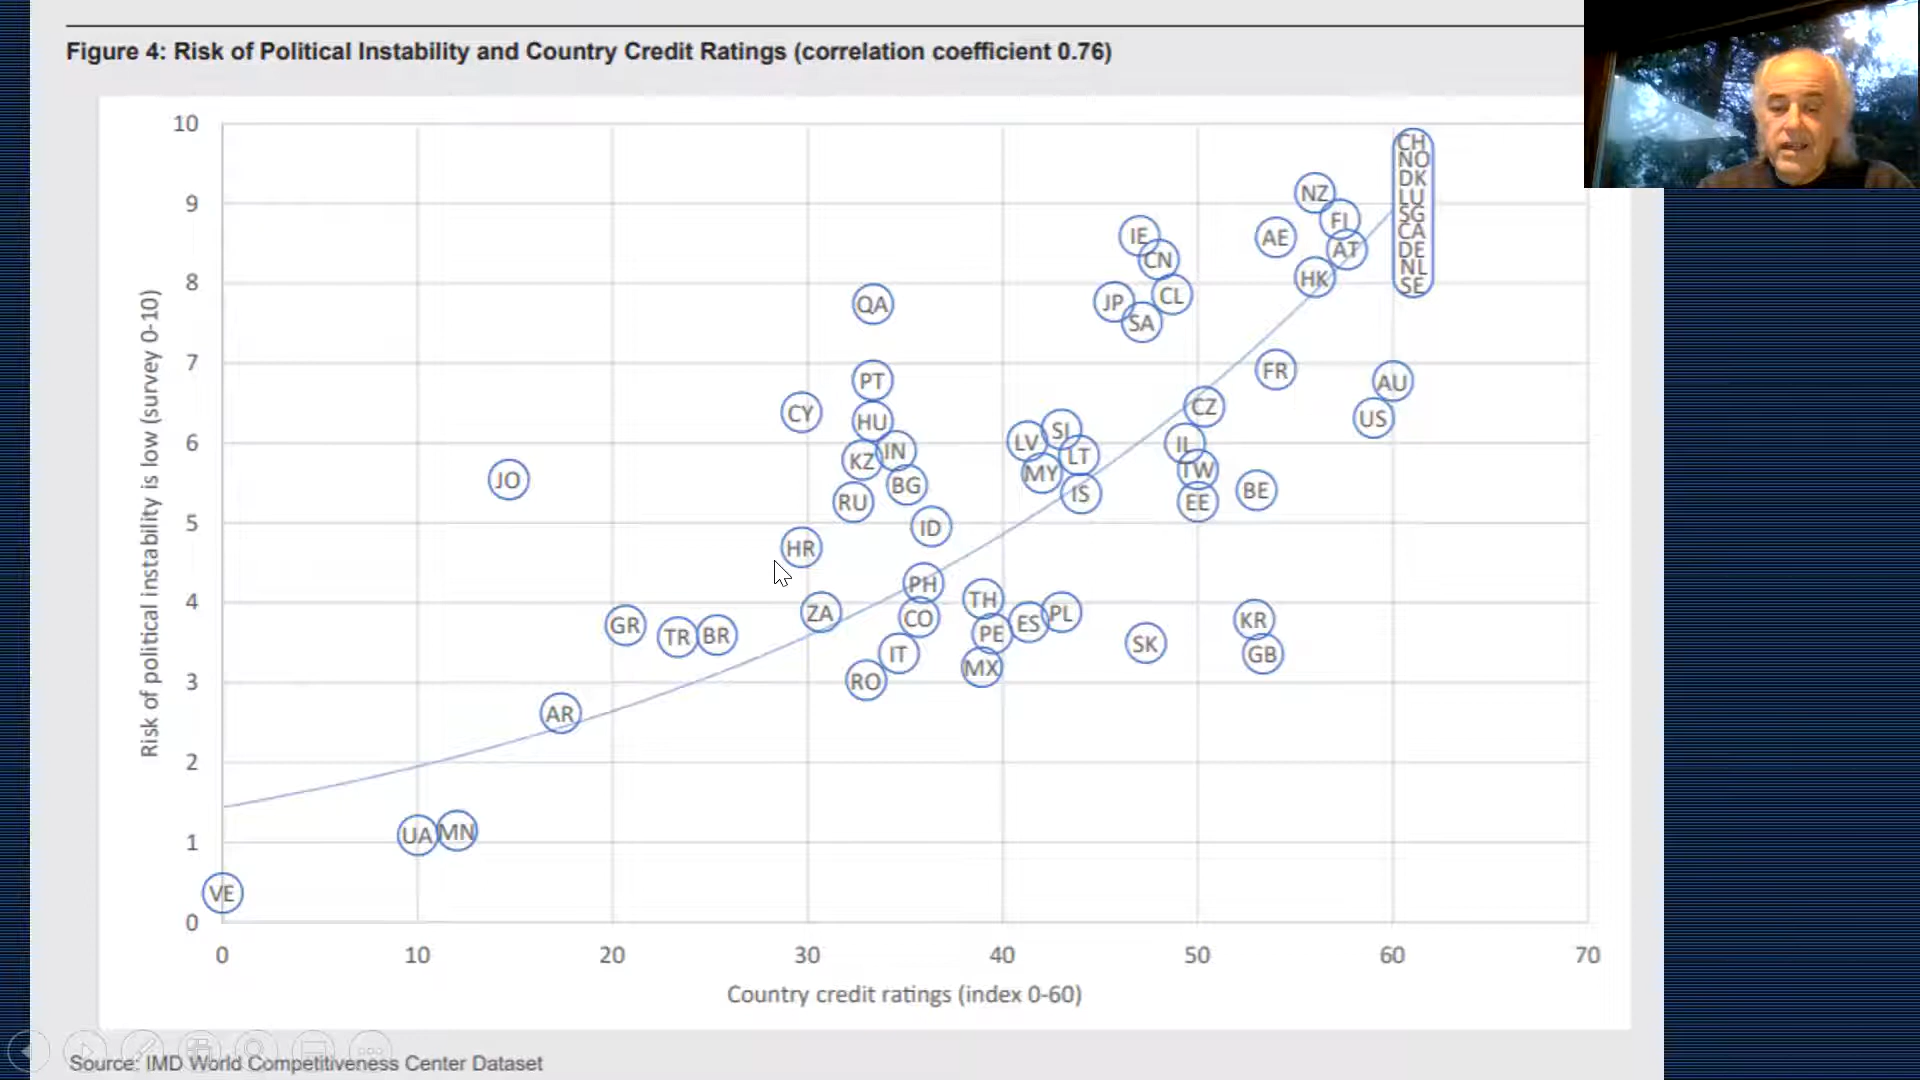 Figure 4: Risk of Political Instability and Country Credit Ratings (correlation coefficient 0.76)
Risk of political instability is low (survey 0-10)
10
9
8
7
6
5
4
3
2
1
0
CH
NO
DK
LU
SG
CA
DE
NL
SE
NZ
FI
AT
AE
HK
IE
CN
CL
JP
SA
QA
PT
CY
HU
IN
KZ
BG
RU
ID
HR
JO
FR
AU
US
CZ
IL
TW
EE
BE
SI
LV
LT
MY
IS
PH
ZA
CO
TH
PE
ES
PL
IT
MX
RO
SK
KR
GB
GR
TR
BR
AR
UA
MN
VE
0 10 20 30 40 50 60 70
Country credit ratings (index 0-60)
Source: IMD World Competitiveness Center Dataset